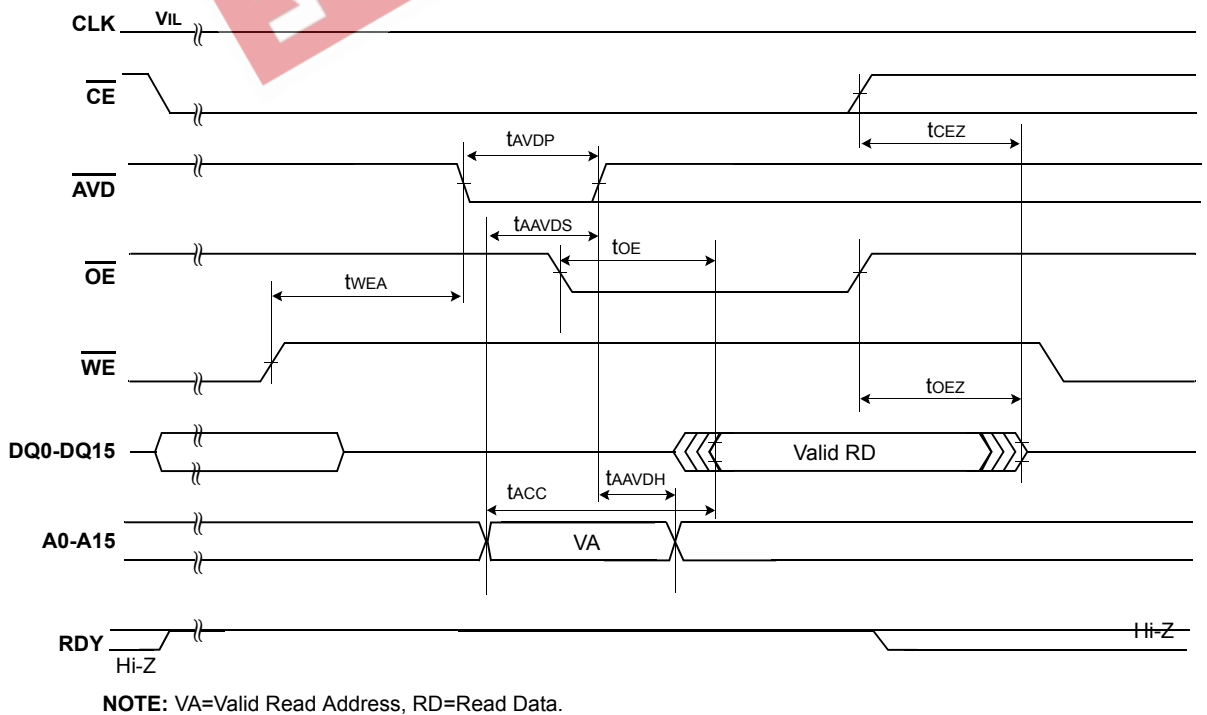 CLK VIL
CE
tCEZ
tAVDP
AVD
tAAVDS
tOE
OE
tWEA
WE
tOEZ
DQ0-DQ15
Valid RD
tAAVDH
tACC
A0-A15
VA
RDY
Hi-Z
Hi-Z
NOTE: VA=Valid Read Address, RD=Read Data.